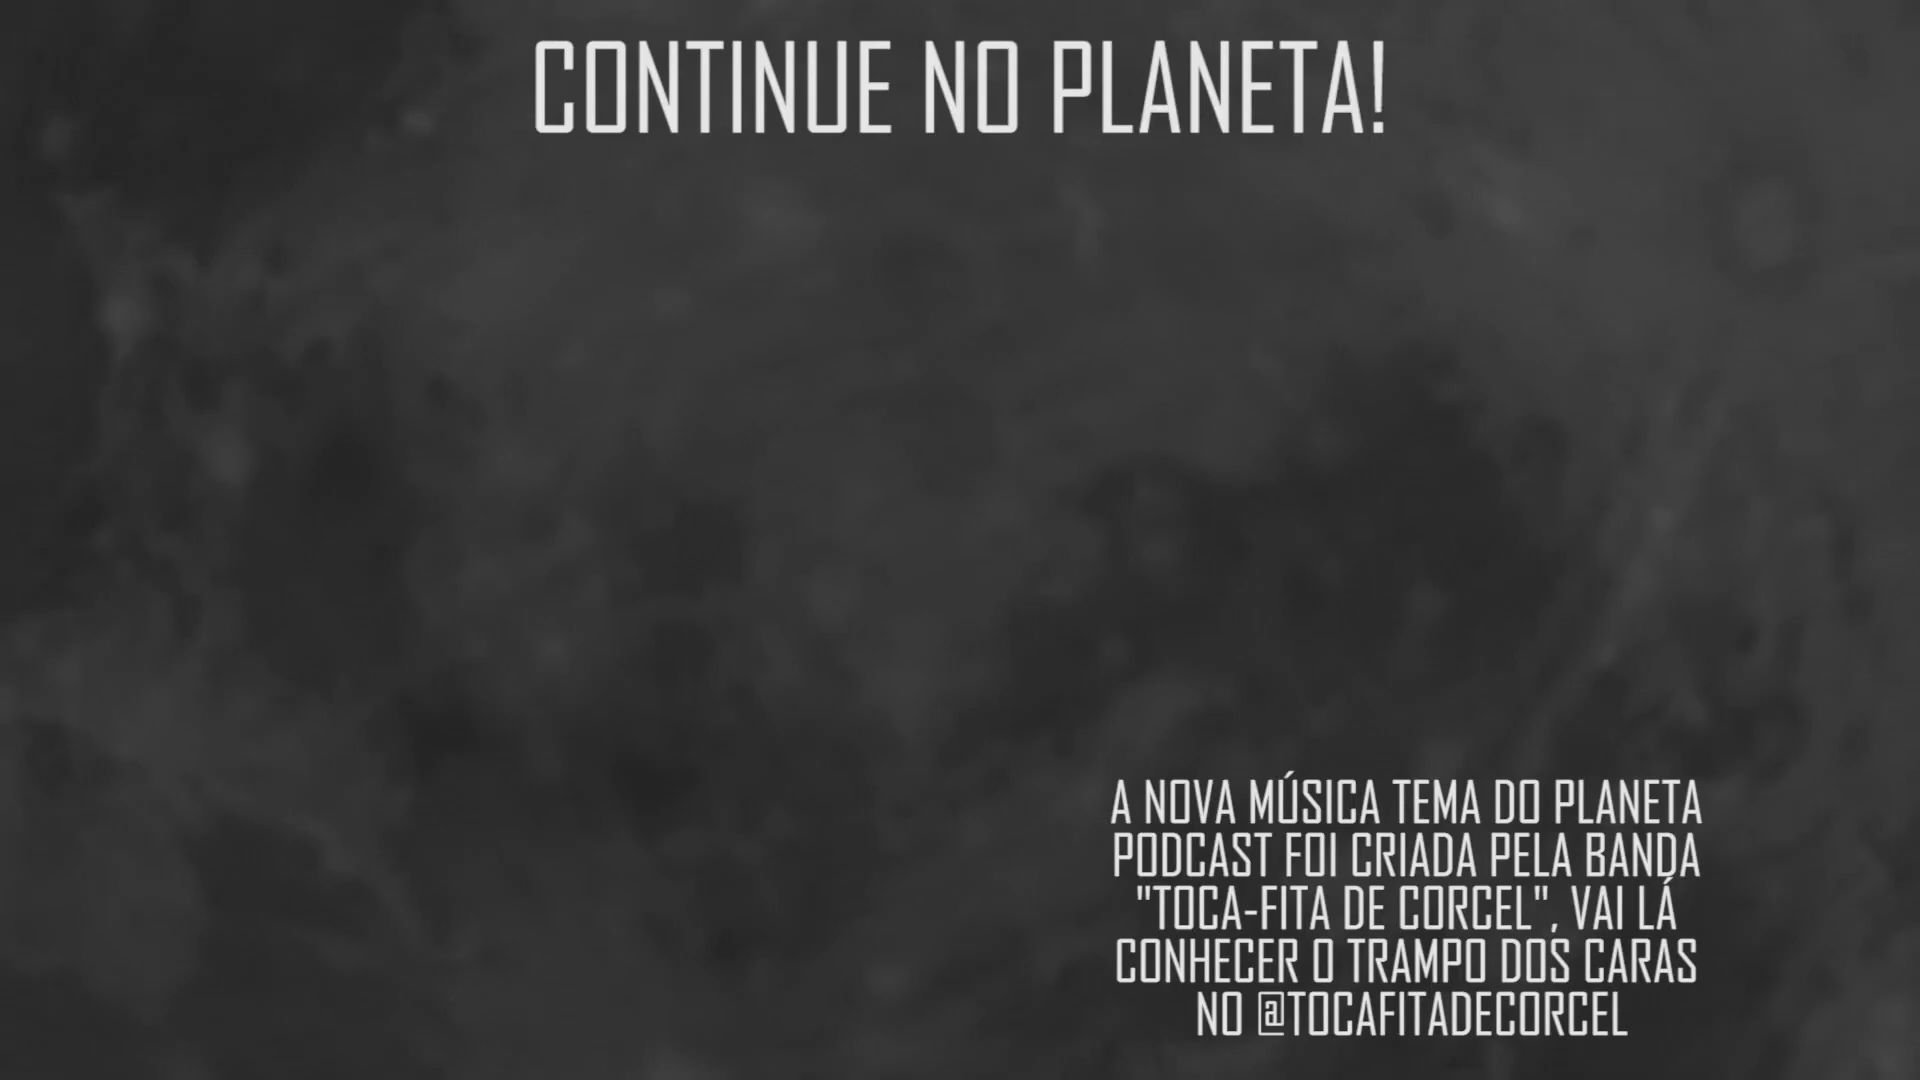 CONTINUE NO PLANETA!
A NOVA MÚSICA TEMA DO PLANETA
PODCAST FOI CRIADA PELA BANDA
"TOCA-FITA DE CORCEL", VAI LÁ
CONHECER O TRAMPO DOS CARAS
NO @TOCAFITADECORCEL